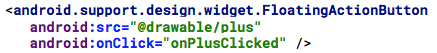 <android.support.design.widget.FloatingActionButton
android:src="@drawable/plus"
android:onClick="onPlusClicked" />